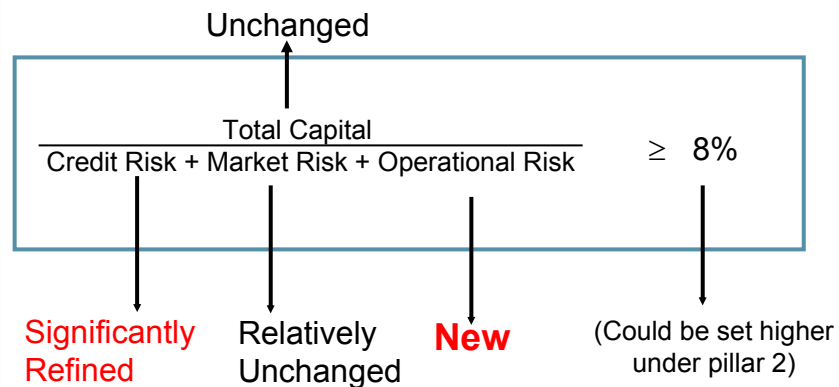 Unchanged
Total Capital
Credit Risk + Market Risk + Operational Risk
≥ 8%
Significantly
Refined
Relatively
Unchanged
New
(Could be set higher
under pillar 2)